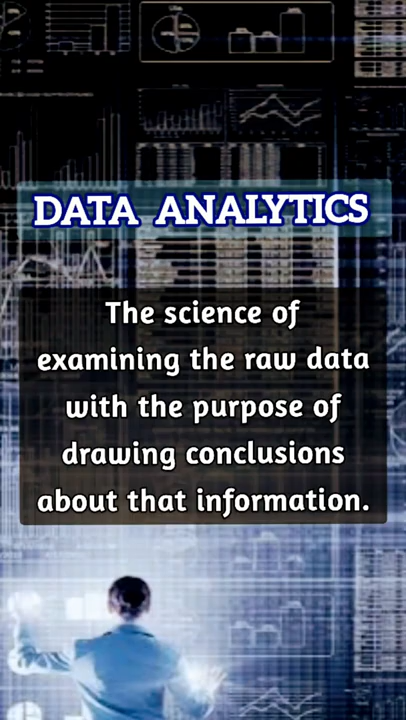 DATA ANALYTICS
The science of
examining the raw data
with the purpose of
drawing conclusions
about that information.